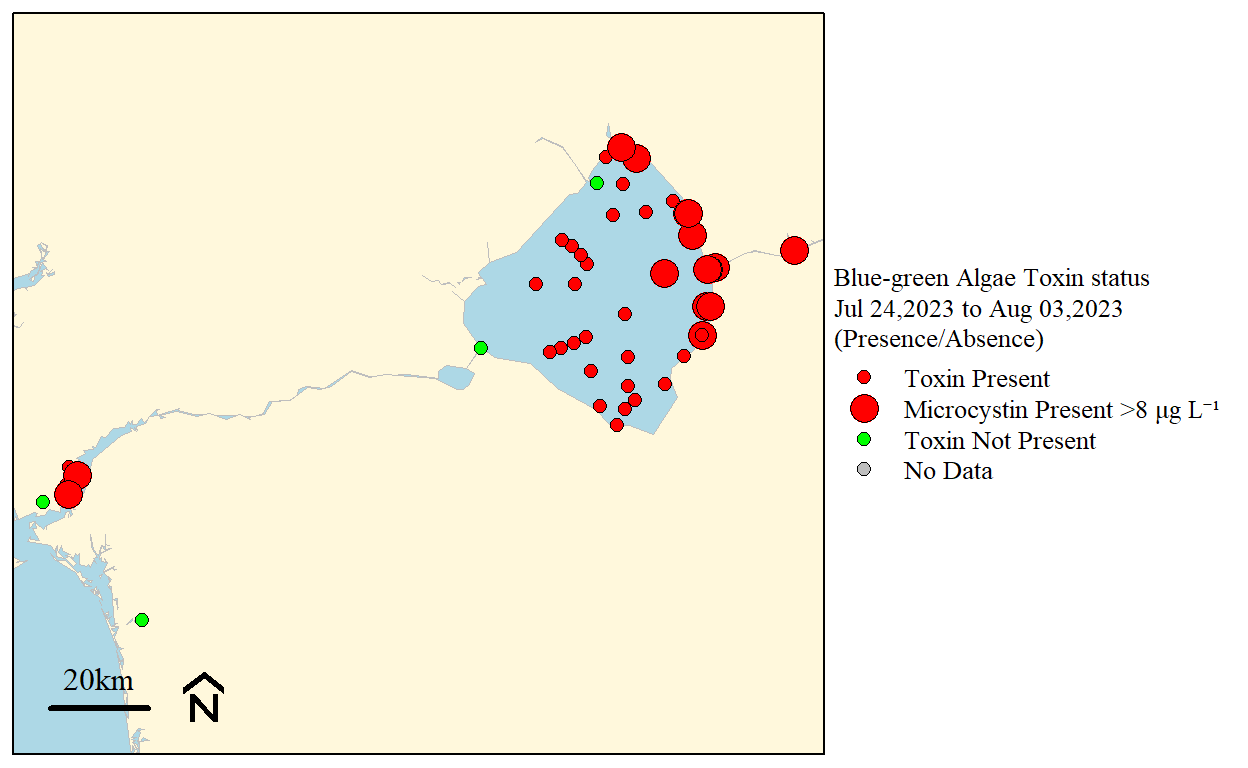 Blue-green Algae Toxin status
Jul 24,2023 to Aug 03,2023
(Presence/Absence)
Toxin Present
Microcystin Present >8 μg L⁻¹
Toxin Not Present
No Data
20km
N